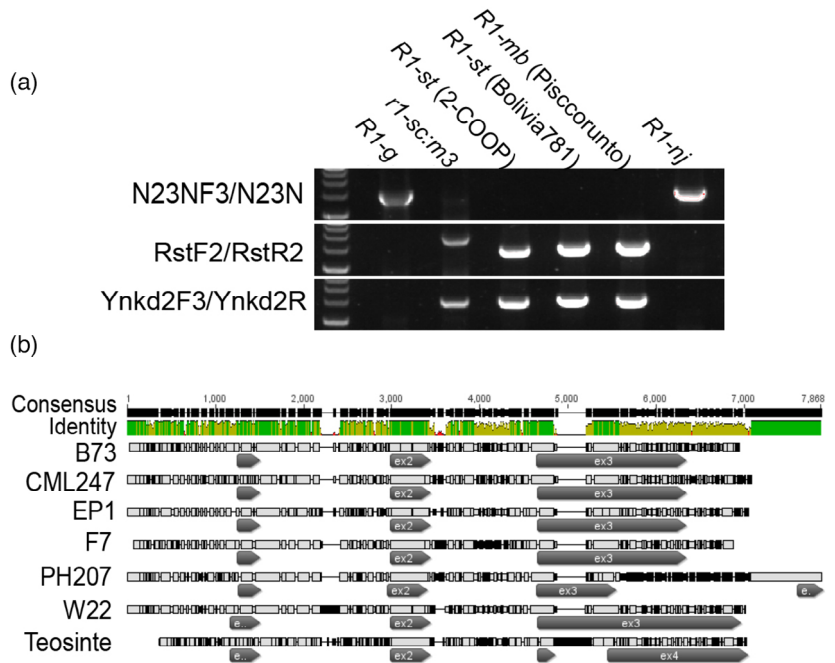 (a)
R1-g
r1-sc:m3
R1-st (2-COOP)
R1-st (Bolivia781)
R1-mb (Pisccorunto)
R1-nj
N23NF3/N23N
RstF2/RstR2
Ynkd2F3/Ynkd2R
(b)
1 1,000 2,000 3,000 4,000 5,000 6,000 7,000 7,868
Consensus
Identity
B73
ex2 ex3
CML247
ex2 ex3
EP1
ex2 ex3
F7
ex2 ex3
PH207
ex2 ex3 e.
W22
e.. ex2 ex3
Teosinte
e.. ex2 ex4